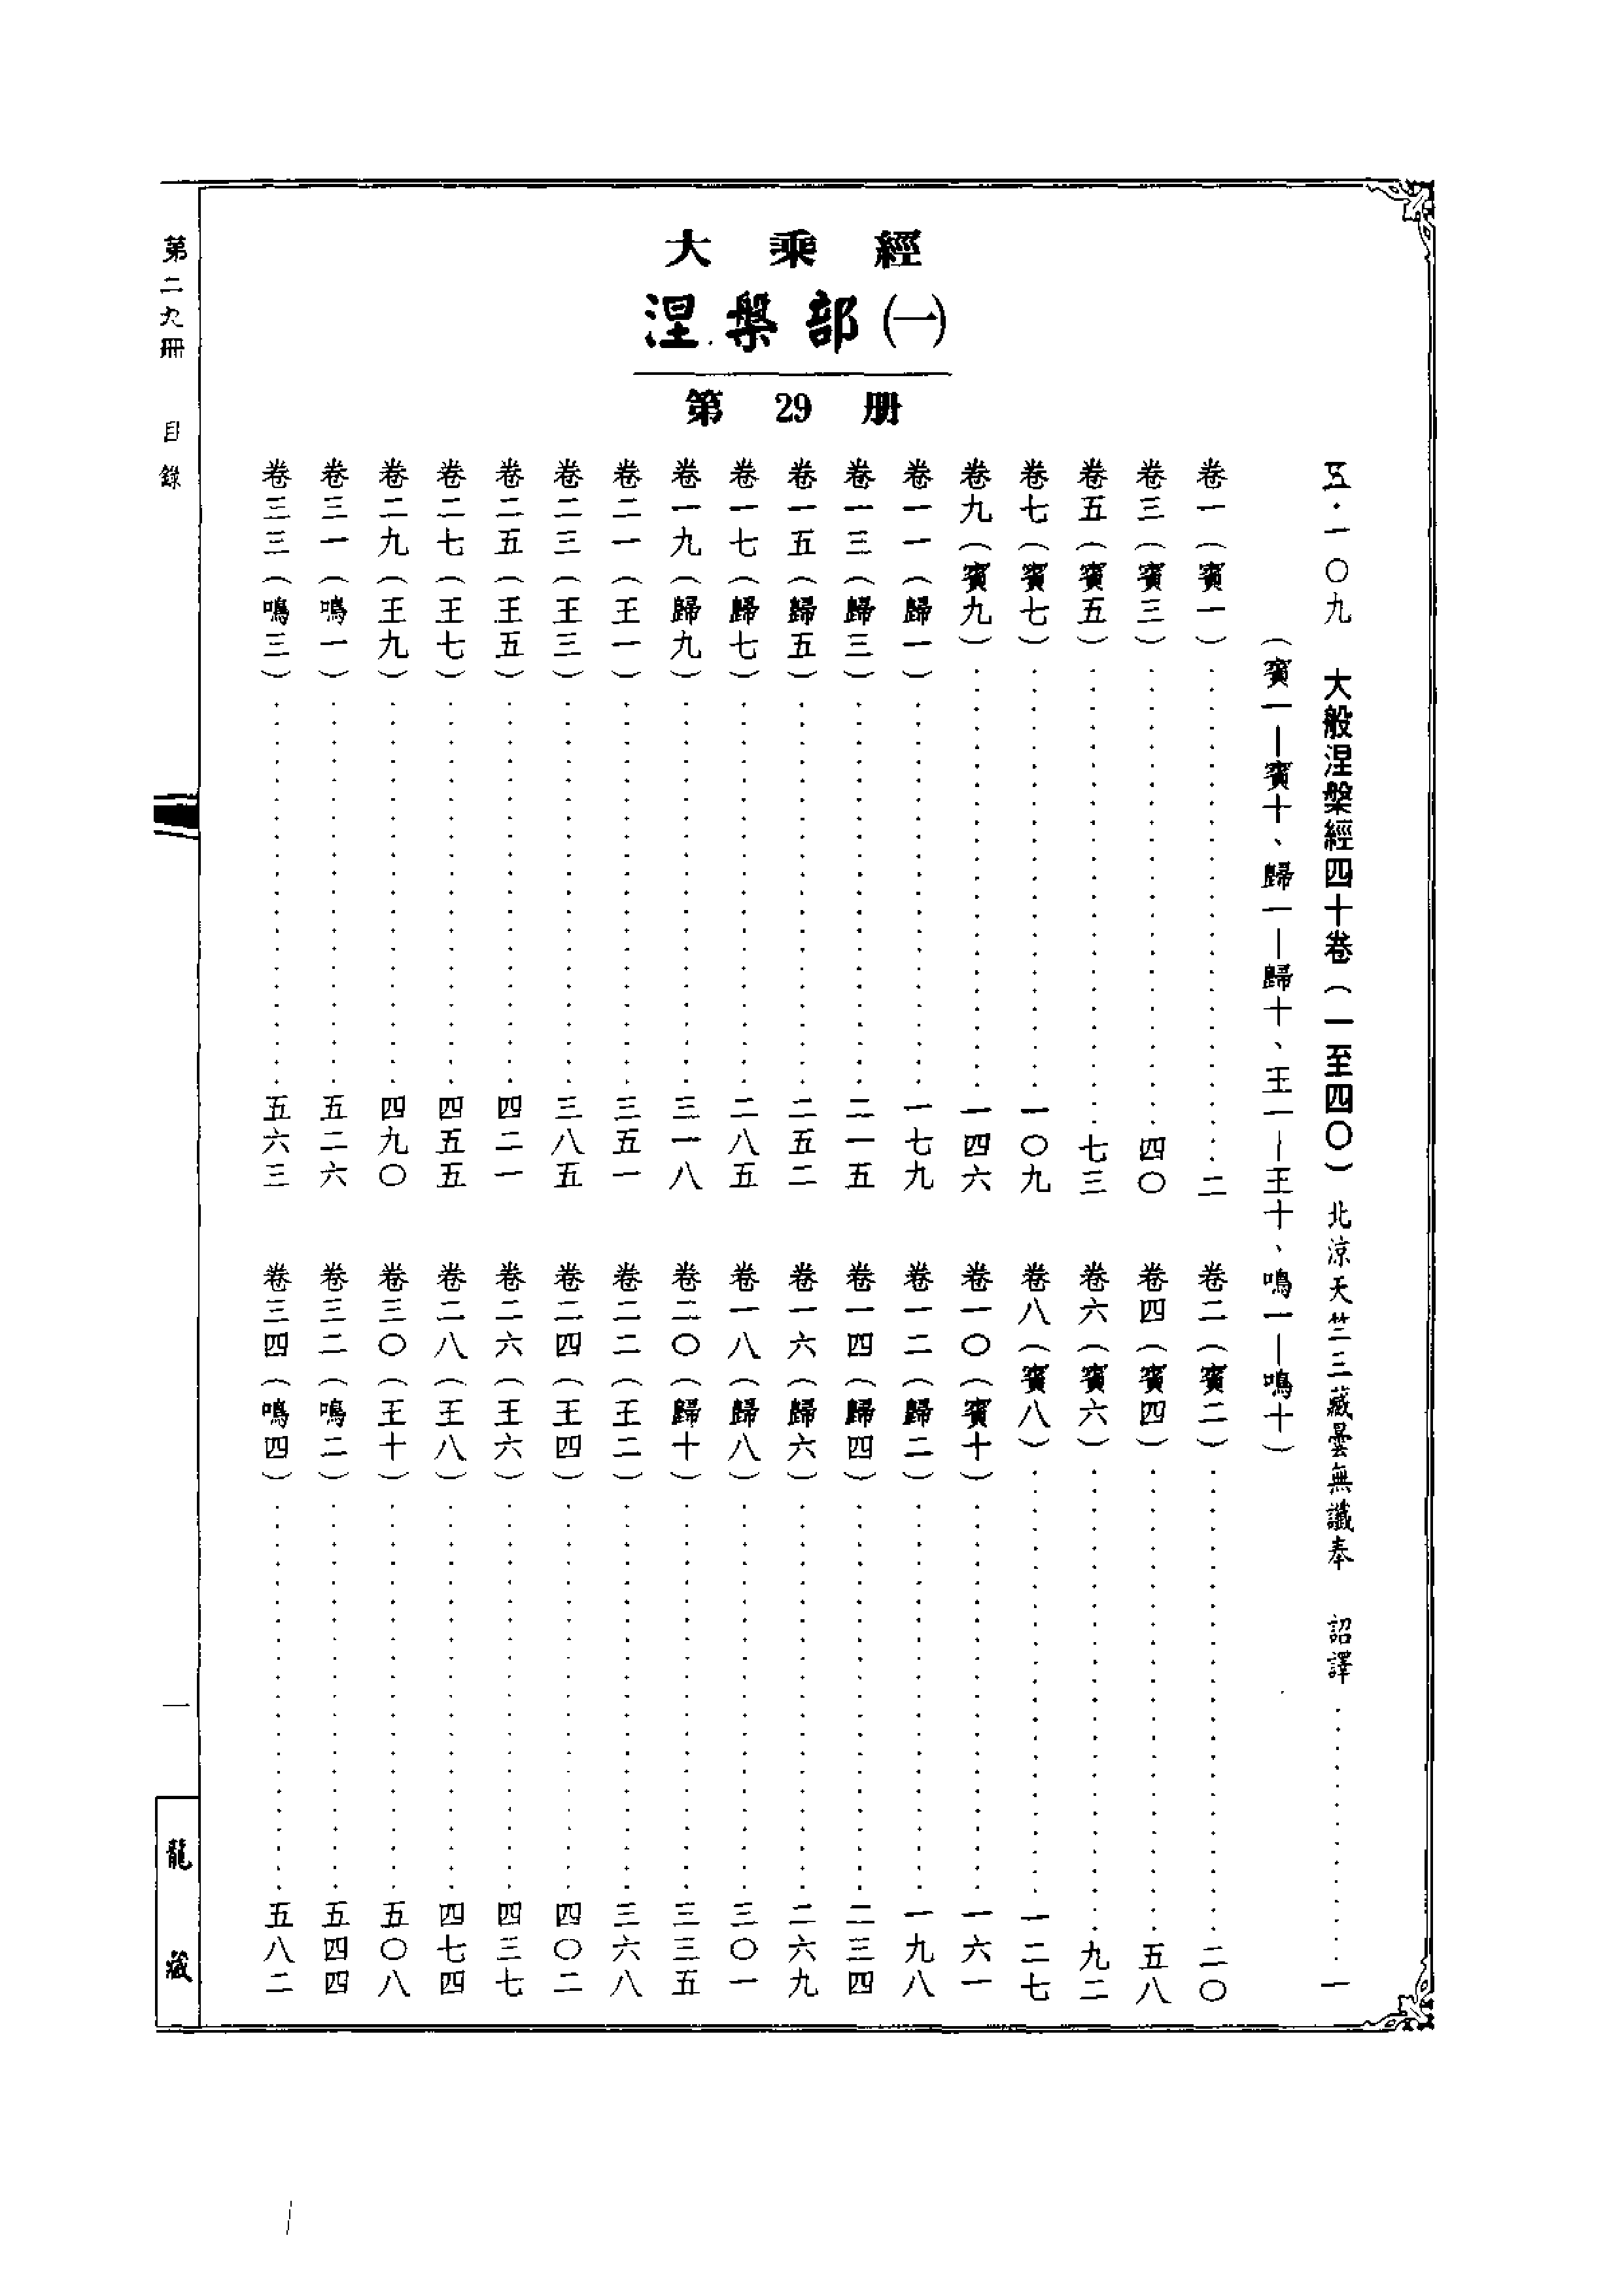 大乘經
涅槃部(一)
第29册
五·一〇九　大般涅槃經四十卷(一至四〇)北涼天竺三藏曇無讖奉　詔譯……一
(賓一—賓十、歸一—歸十、王一—王十、鳴一—鳴十)
卷一(賓一)……二　卷二(賓二)……二〇
卷三(賓三)……四〇　卷四(賓四)……五八
卷五(賓五)……七三　卷六(賓六)……九二
卷七(賓七)……一〇九　卷八(賓八)……一二七
卷九(賓九)……一四六　卷一〇(賓十)……一六一
卷一一(歸一)……一七九　卷一二(歸二)……一九八
卷一三(歸三)……二一五　卷一四(歸四)……二三四
卷一五(歸五)……二五二　卷一六(歸六)……二六九
卷一七(歸七)……二八五　卷一八(歸八)……三〇一
卷一九(歸九)……三一八　卷二〇(歸十)……三三五
卷二一(王一)……三五一　卷二二(王二)……三六八
卷二三(王三)……三八五　卷二四(王四)……四〇二
卷二五(王五)……四二一　卷二六(王六)……四三七
卷二七(王七)……四五五　卷二八(王八)……四七四
卷二九(王九)……四九〇　卷三〇(王十)……五〇八
卷三一(鳴一)……五二六　卷三二(鳴二)……五四四
卷三三(鳴三)……五六三　卷三四(鳴四)……五八二
第二九冊　目錄
一
龍藏